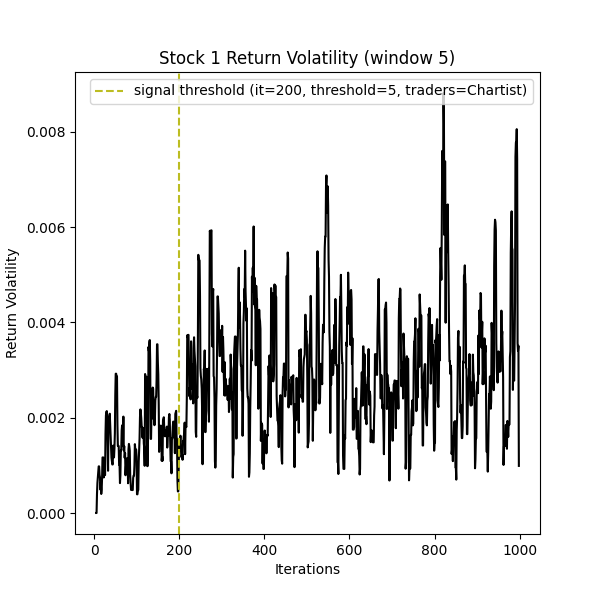 Stock 1 Return Volatility (window 5)
signal threshold (it=200, threshold=5, traders=Chartist)
0.008
0.006
0.004
0.002
0.000
Return Volatility
0 200 400 600 800 1000
Iterations